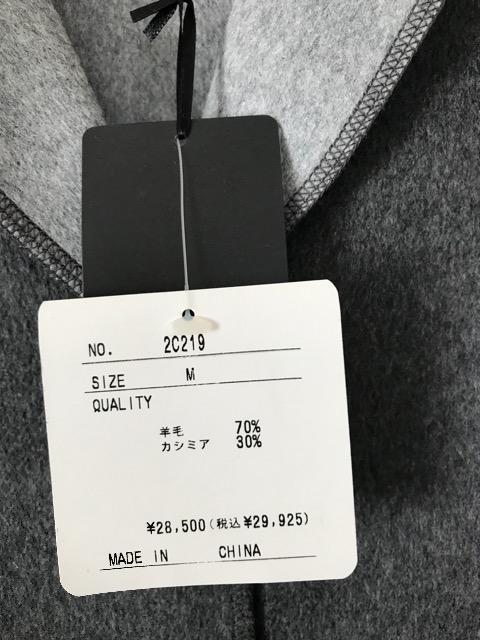 NO. 2C219
SIZE M
QUALITY
羊毛 70%
カシミア 30%
¥28,500(税込¥29,925)
MADE IN CHINA